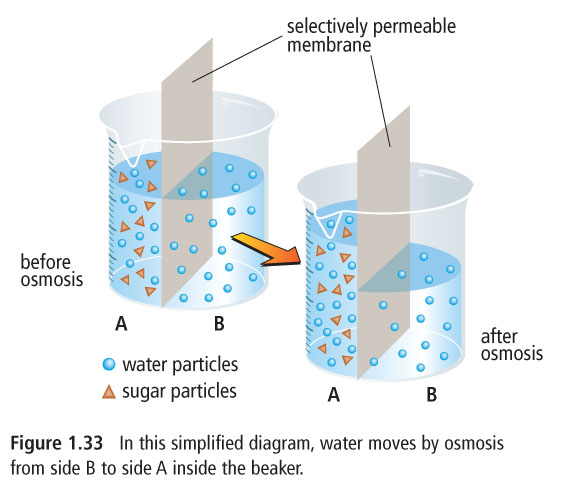 selectively permeable
membrane
before
osmosis
A B
water particles
sugar particles
after
osmosis
A B
Figure 1.33 In this simplified diagram, water moves by osmosis
from side B to side A inside the beaker.